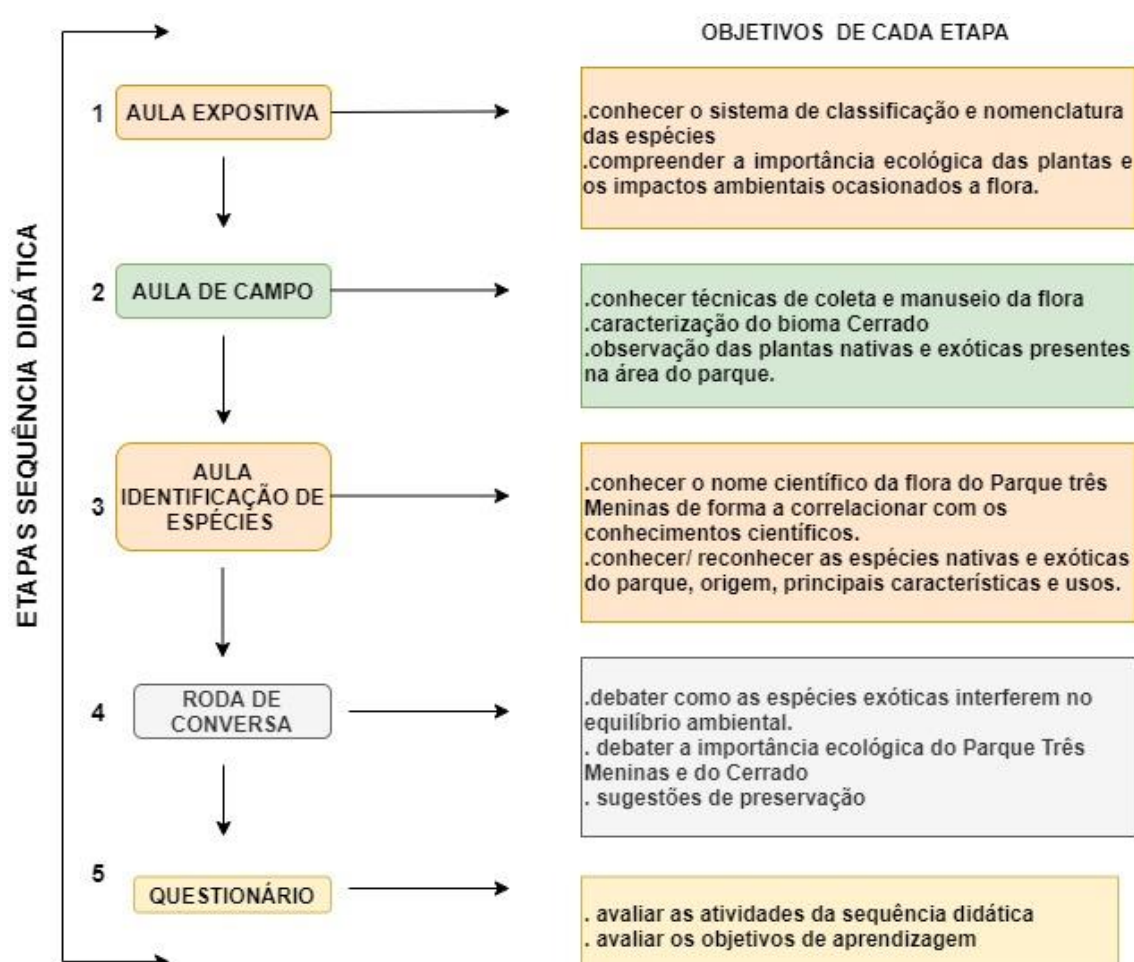 OBJETIVOS DE CADA ETAPA
ETAPAS SEQUÊNCIA DIDÁTICA
1
AULA EXPOSITIVA
.conhecer o sistema de classificação e nomenclatura
das espécies
.compreender a importância ecológica das plantas e
os impactos ambientais ocasionados a flora.
2
AULA DE CAMPO
.conhecer técnicas de coleta e manuseio da flora
.caracterização do bioma Cerrado
.observação das plantas nativas e exóticas presentes
na área do parque.
3
AULA
IDENTIFICAÇÃO DE
ESPÉCIES
.conhecer o nome científico da flora do Parque três
Meninas de forma a correlacionar com os
conhecimentos científicos.
.conhecer/ reconhecer as espécies nativas e exóticas
do parque, origem, principais características e usos.
4
RODA DE
CONVERSA
.debater como as espécies exóticas interferem no
equilíbrio ambiental.
. debater a importância ecológica do Parque Três
Meninas e do Cerrado
. sugestões de preservação
5
QUESTIONÁRIO
. avaliar as atividades da sequência didática
. avaliar os objetivos de aprendizagem